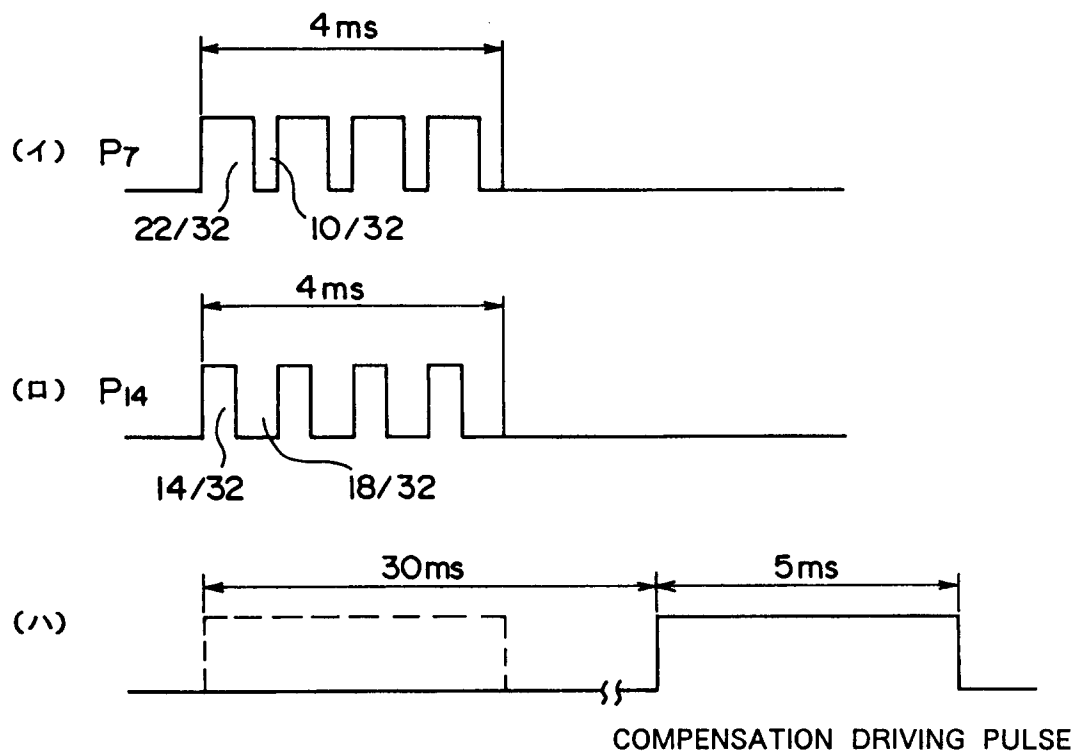 4ms
(イ) P7
22/32 10/32
4ms
(ロ) P14
14/32 18/32
30ms 5ms
(ハ)
COMPENSATION DRIVING PULSE